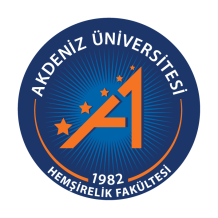 AKDENİZ ÜNİVERSİTESİ
1982
HEMŞİRELİK FAKÜLTESİ